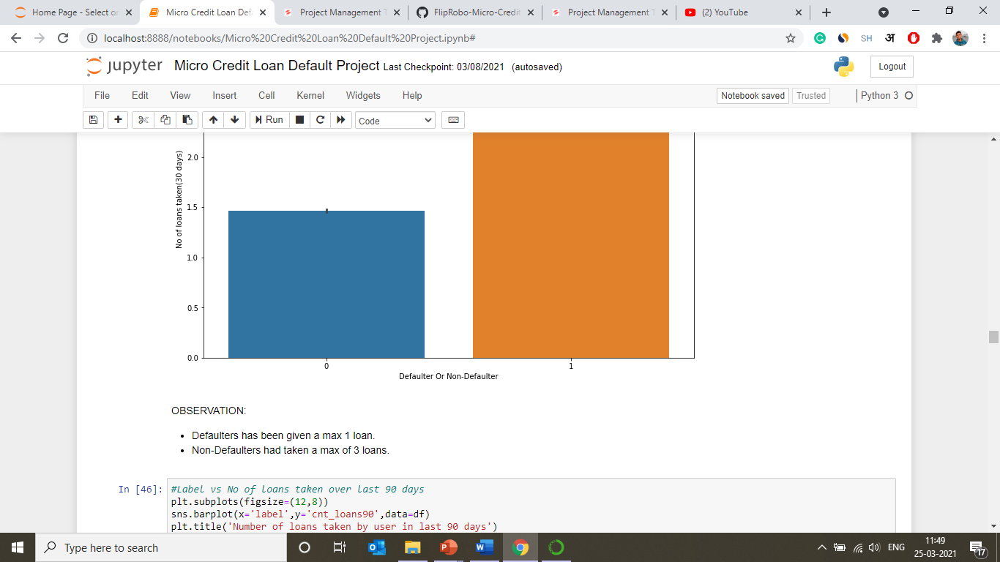 Home Page - Select or
Micro Credit Loan Def
Project Management T
FlipRobo-Micro-Credit
Project Management T
(2) YouTube
localhost:8888/notebooks/Micro%20Credit%20Loan%20Default%20Project.ipynb#
SH
अ
jupyter Micro Credit Loan Default Project Last Checkpoint: 03/08/2021 (autosaved)
Logout
File Edit View Insert Cell Kernel Widgets Help
Notebook saved Trusted Python 3
Run Code
No of loans taken(30 days)
2.0
1.5
1.0
0.5
0.0
0 1
Defaulter Or Non-Defaulter
OBSERVATION:
• Defaulters has been given a max 1 loan.
• Non-Defaulters had taken a max of 3 loans.
In [46]: #Label vs No of loans taken over last 90 days
plt.subplots(figsize=(12,8))
sns.barplot(x='label',y='cnt_loans90',data=df)
plt.title('Number of loans taken by user in last 90 days')
Type here to search
ENG
11:49
25-03-2021
17